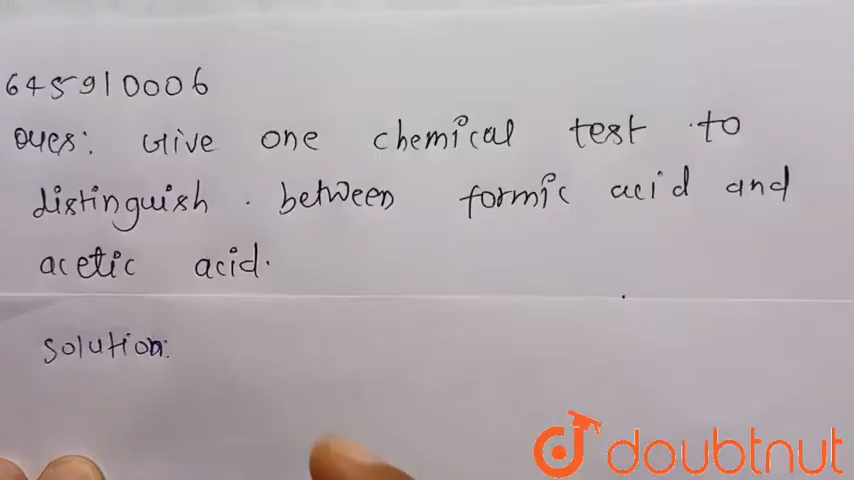 645910006
Ques: Give one chemical test to
distinguish between formic acid and
acetic acid.
Solution:
doubtnut